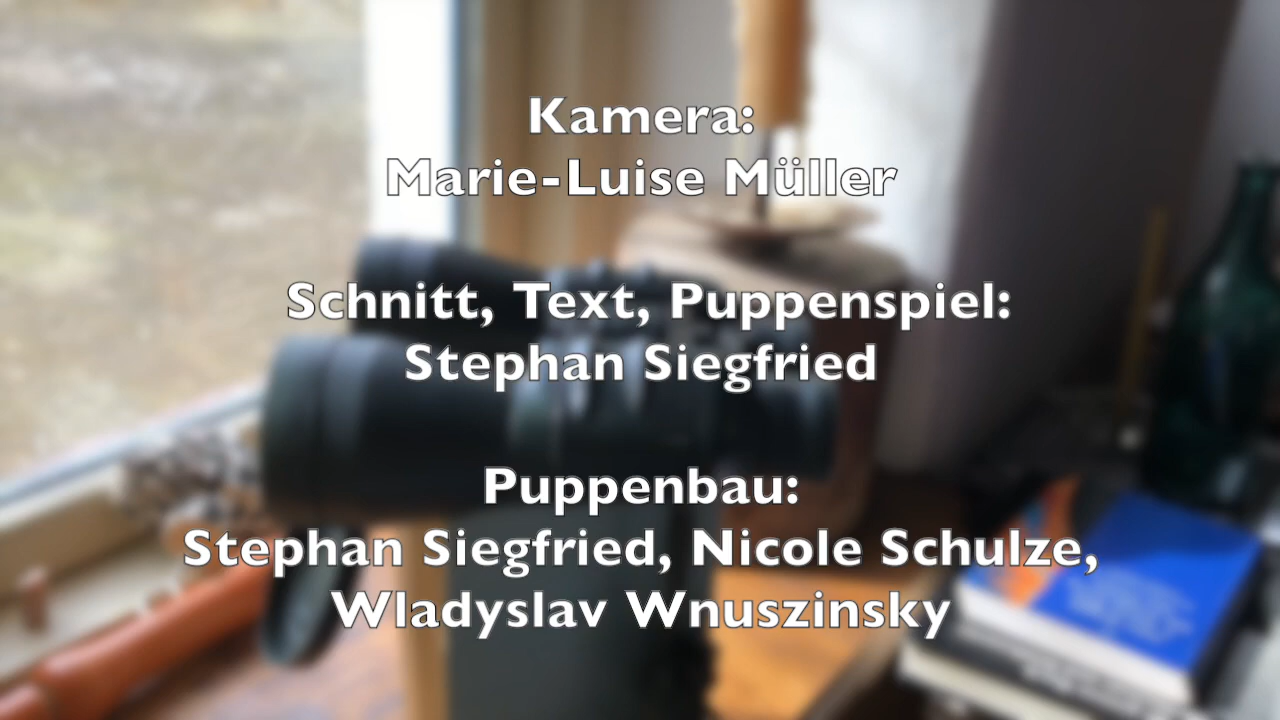 Kamera:
Marie-Luise Müller
Schnitt, Text, Puppenspiel:
Stephan Siegfried
Puppenbau:
Stephan Siegfried, Nicole Schulze,
Wladyslav Wnuszinsky